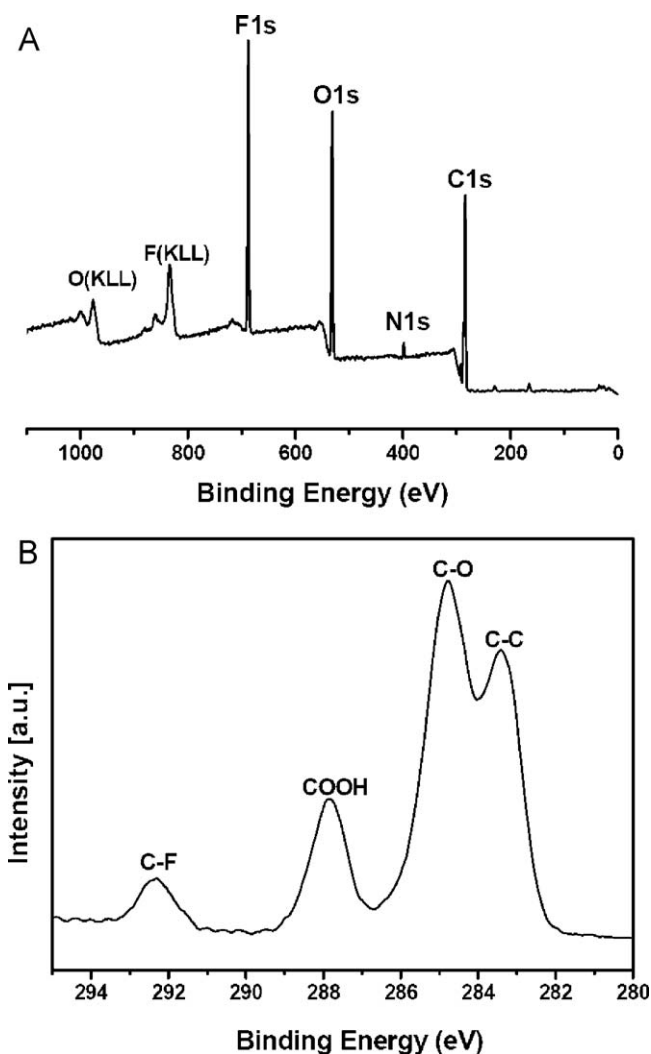 A
F1s
O1s
C1s
F(KLL)
O(KLL)
N1s
1000 800 600 400 200 0
Binding Energy (eV)
B
C-O
C-C
COOH
C-F
Intensity [a.u.]
294 292 290 288 286 284 282 280
Binding Energy (eV)